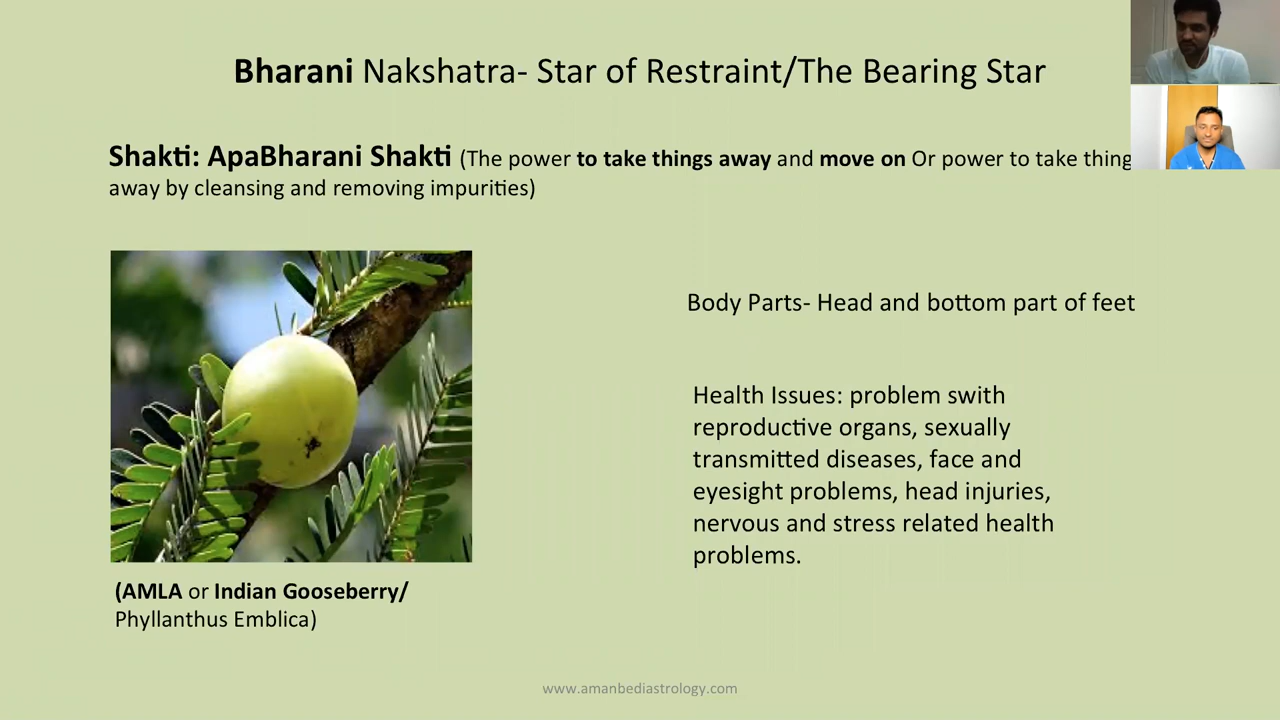 Bharani Nakshatra- Star of Restraint/The Bearing Star
Shakti: ApaBharani Shakti (The power to take things away and move on Or power to take thing
away by cleansing and removing impurities)
Body Parts- Head and bottom part of feet
Health Issues: problem swith
reproductive organs, sexually
transmitted diseases, face and
eyesight problems, head injuries,
nervous and stress related health
problems.
(AMLA or Indian Gooseberry/
Phyllanthus Emblica)
www.amanbediastrology.com